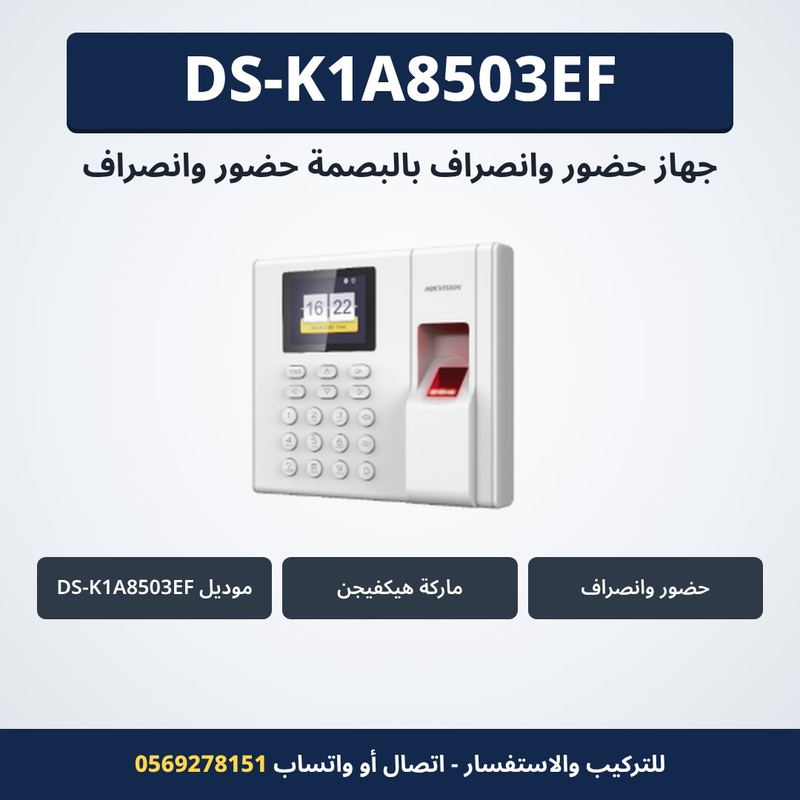 DS-K1A8503EF
جهاز حضور وانصراف بالبصمة حضور وانصراف
HIKVISION
16 22
حضور وانصراف
ماركة هيكفيجن
موديل DS-K1A8503EF
للتركيب والاستفسار - اتصال أو واتساب 0569278151